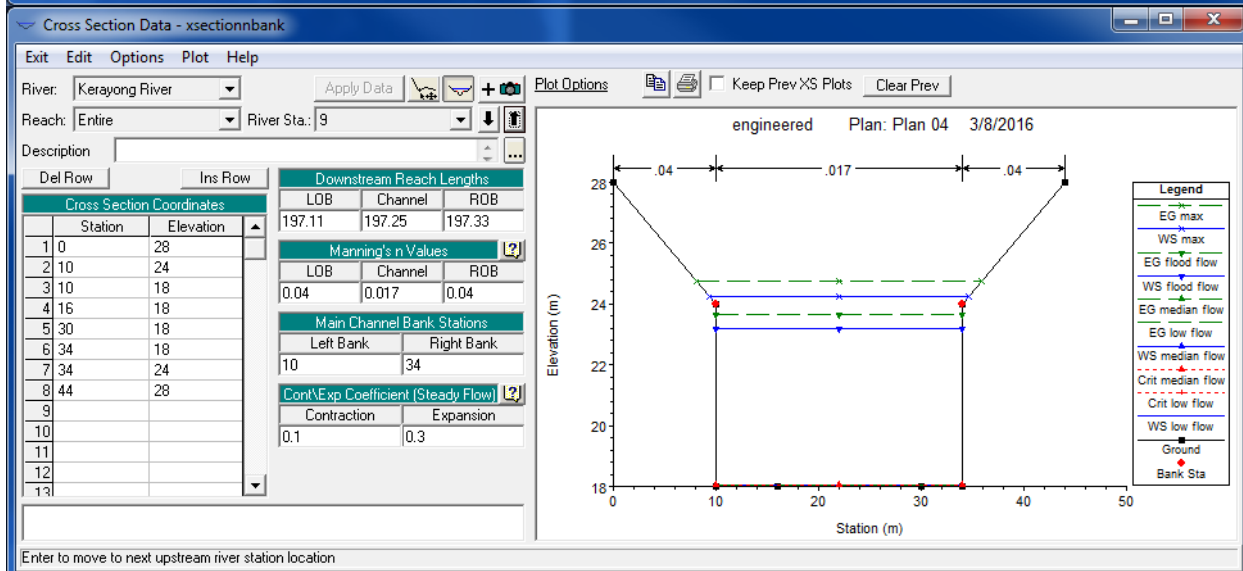 Cross Section Data - xsectionnbank
Exit Edit Options Plot Help
River: Kerayong River Apply Data + Plot Options Keep Prev XS Plots Clear Prev
Reach: Entire River Sta.: 9
Description ...
Del Row Ins Row
Cross Section Coordinates
Station Elevation
1 0 28
2 10 24
3 10 18
4 16 18
5 30 18
6 34 18
7 34 24
8 44 28
9
10
11
12
13
Downstream Reach Lengths
LOB Channel ROB
197.11 197.25 197.33
Manning's n Values ?
LOB Channel ROB
0.04 0.017 0.04
Main Channel Bank Stations
Left Bank Right Bank
10 34
Cont\Exp Coefficient (Steady Flow) ?
Contraction Expansion
0.1 0.3
engineered Plan: Plan 04 3/8/2016
.04 .017 .04
28
26
24
22
20
18
Elevation (m)
0 10 20 30 40 50
Station (m)
Legend
EG max
WS max
EG flood flow
WS flood flow
EG median flow
EG low flow
WS median flow
Crit median flow
Crit low flow
WS low flow
Ground
Bank Sta
Enter to move to next upstream river station location